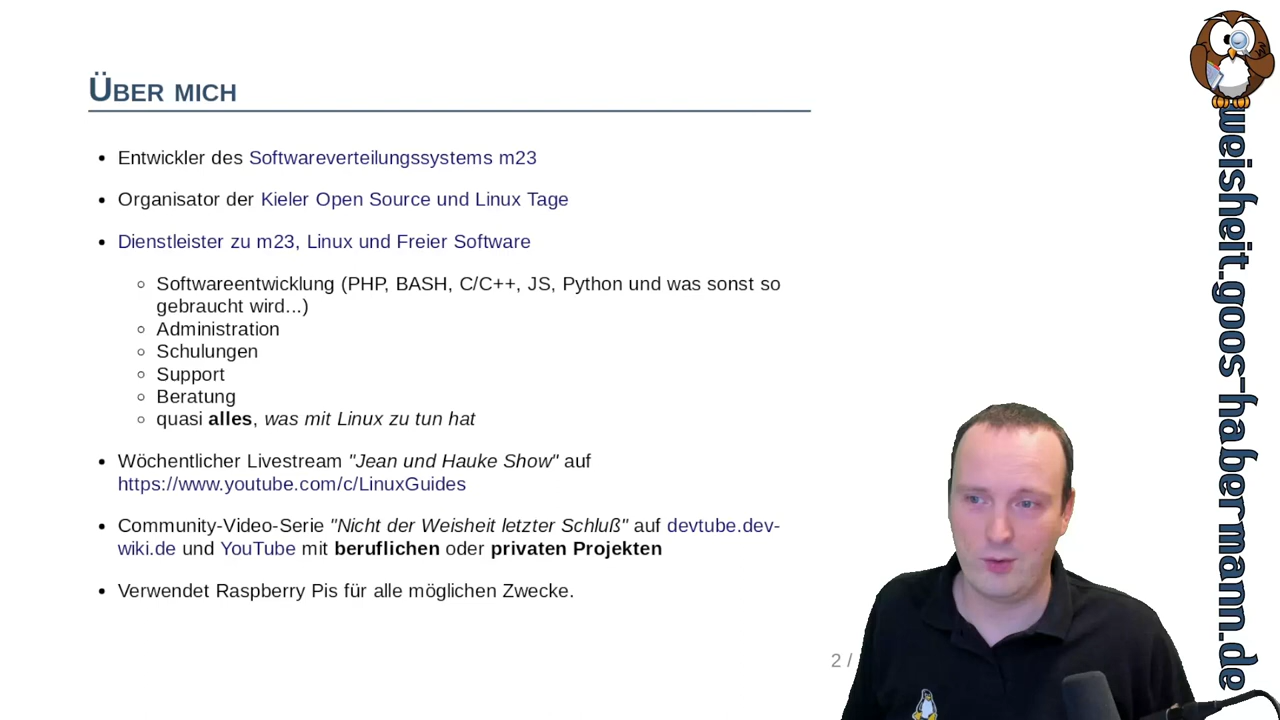 Über mich
Entwickler des Softwareverteilungssystems m23
Organisator der Kieler Open Source und Linux Tage
Dienstleister zu m23, Linux und Freier Software
Softwareentwicklung (PHP, BASH, C/C++, JS, Python und was sonst so
gebraucht wird...)
Administration
Schulungen
Support
Beratung
quasi alles, was mit Linux zu tun hat
Wöchentlicher Livestream "Jean und Hauke Show" auf
https://www.youtube.com/c/LinuxGuides
Community-Video-Serie "Nicht der Weisheit letzter Schluß" auf devtube.dev-
wiki.de und YouTube mit beruflichen oder privaten Projekten
Verwendet Raspberry Pis für alle möglichen Zwecke.
2 /
weisheit.goos-habermann.de